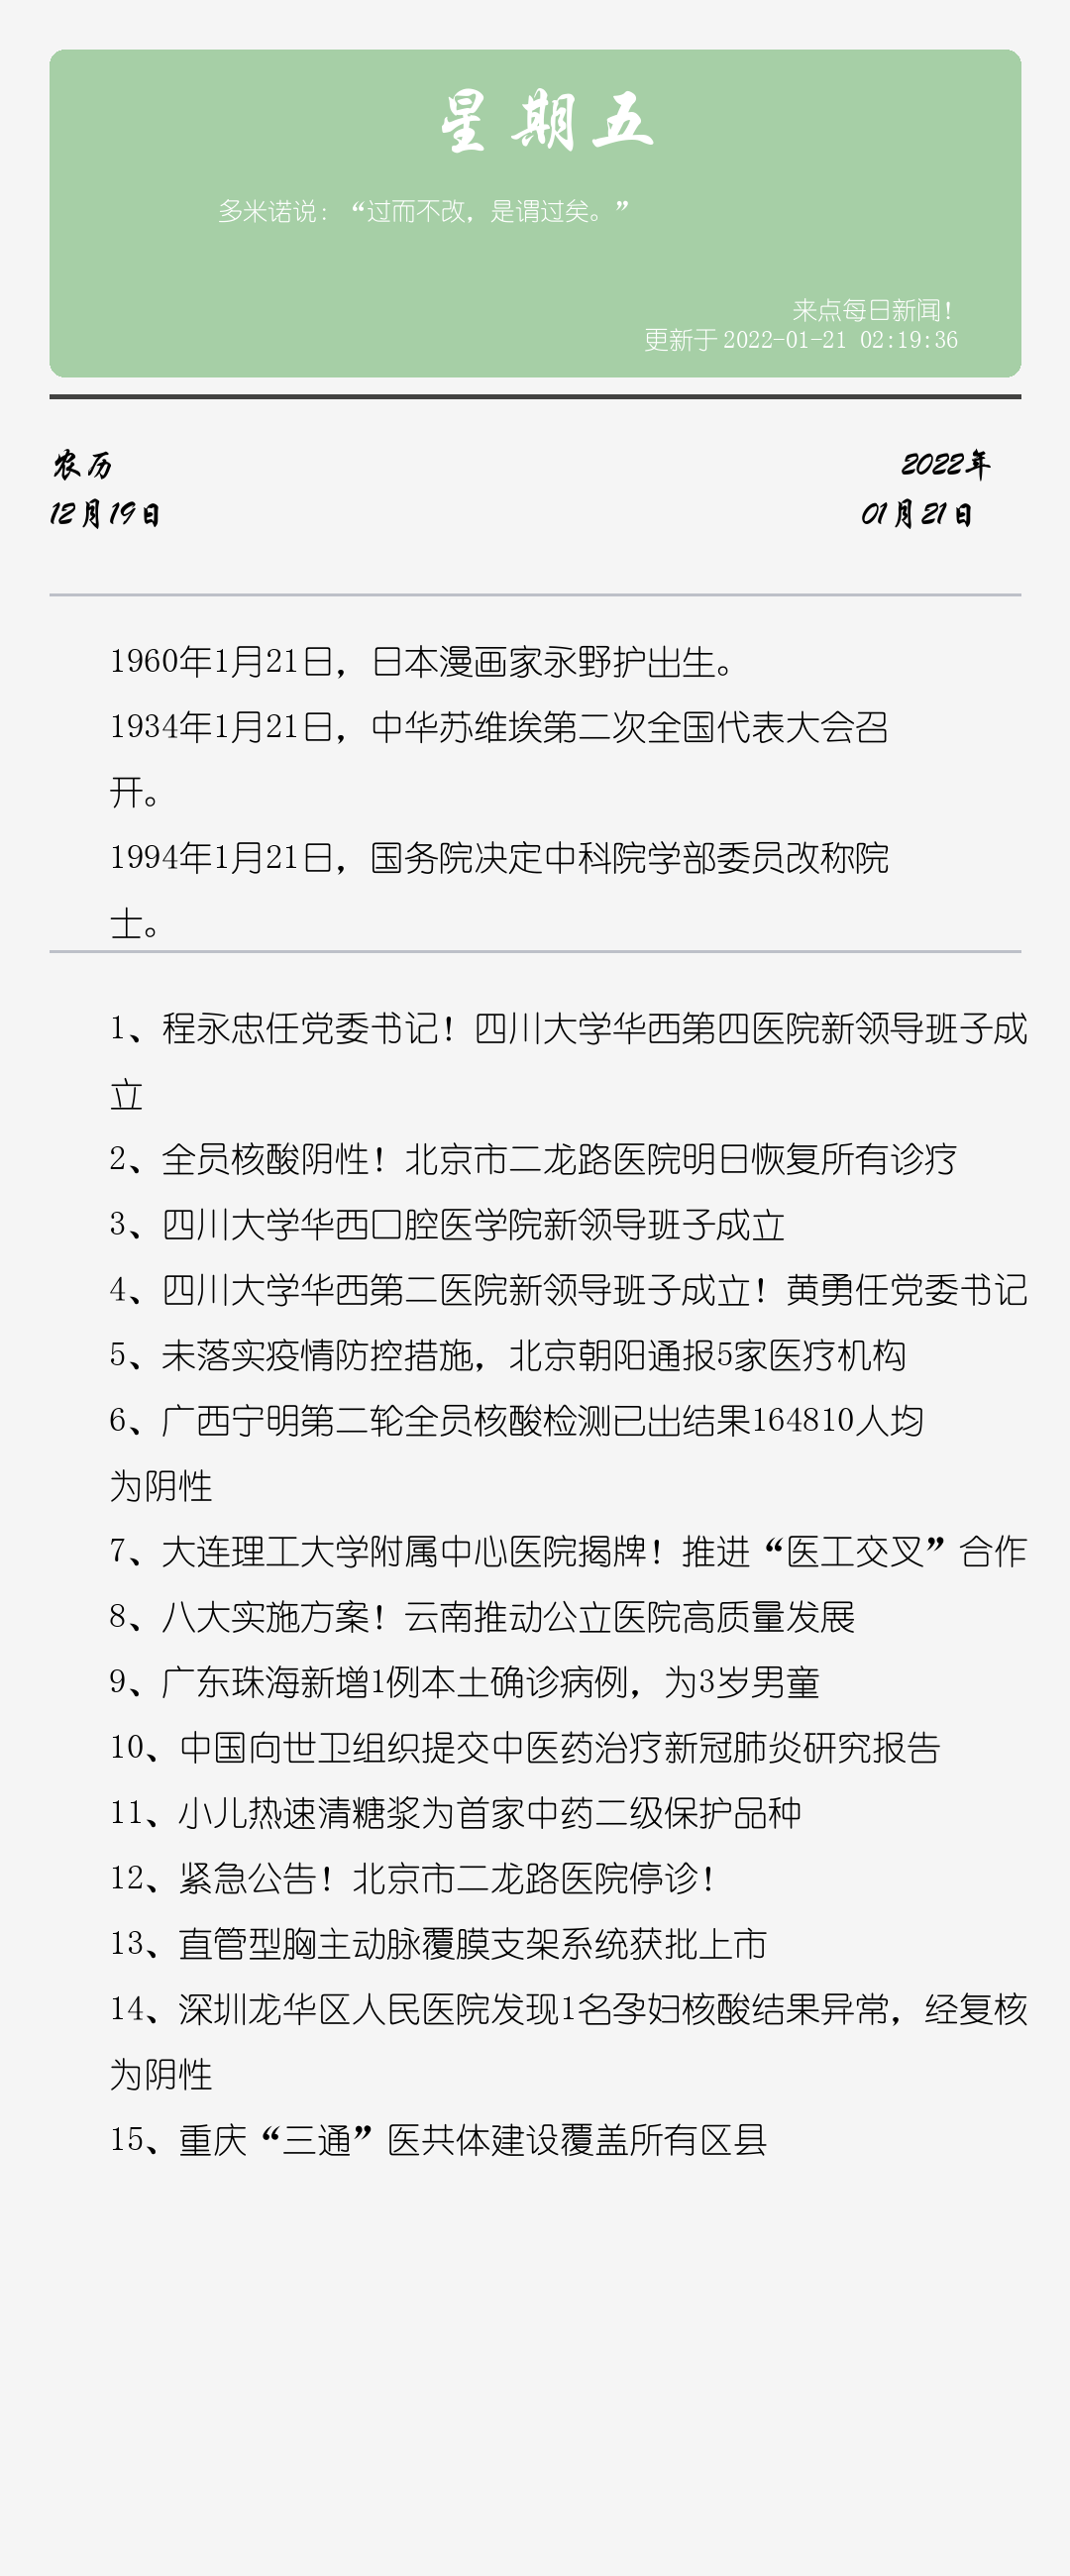 星期五
多米诺说：“过而不改，是谓过矣。”
来点每日新闻！
更新于 2022-01-21 02:19:36
农历
2022年
12月19日
01月21日
1960年1月21日，日本漫画家永野护出生。
1934年1月21日，中华苏维埃第二次全国代表大会召
开。
1994年1月21日，国务院决定中科院学部委员改称院
士。
1、程永忠任党委书记！四川大学华西第四医院新领导班子成
立
2、全员核酸阴性！北京市二龙路医院明日恢复所有诊疗
3、四川大学华西口腔医学院新领导班子成立
4、四川大学华西第二医院新领导班子成立！黄勇任党委书记
5、未落实疫情防控措施，北京朝阳通报5家医疗机构
6、广西宁明第二轮全员核酸检测已出结果164810人均
为阴性
7、大连理工大学附属中心医院揭牌！推进“医工交叉”合作
8、八大实施方案！云南推动公立医院高质量发展
9、广东珠海新增1例本土确诊病例，为3岁男童
10、中国向世卫组织提交中医药治疗新冠肺炎研究报告
11、小儿热速清糖浆为首家中药二级保护品种
12、紧急公告！北京市二龙路医院停诊！
13、直管型胸主动脉覆膜支架系统获批上市
14、深圳龙华区人民医院发现1名孕妇核酸结果异常，经复核
为阴性
15、重庆“三通”医共体建设覆盖所有区县